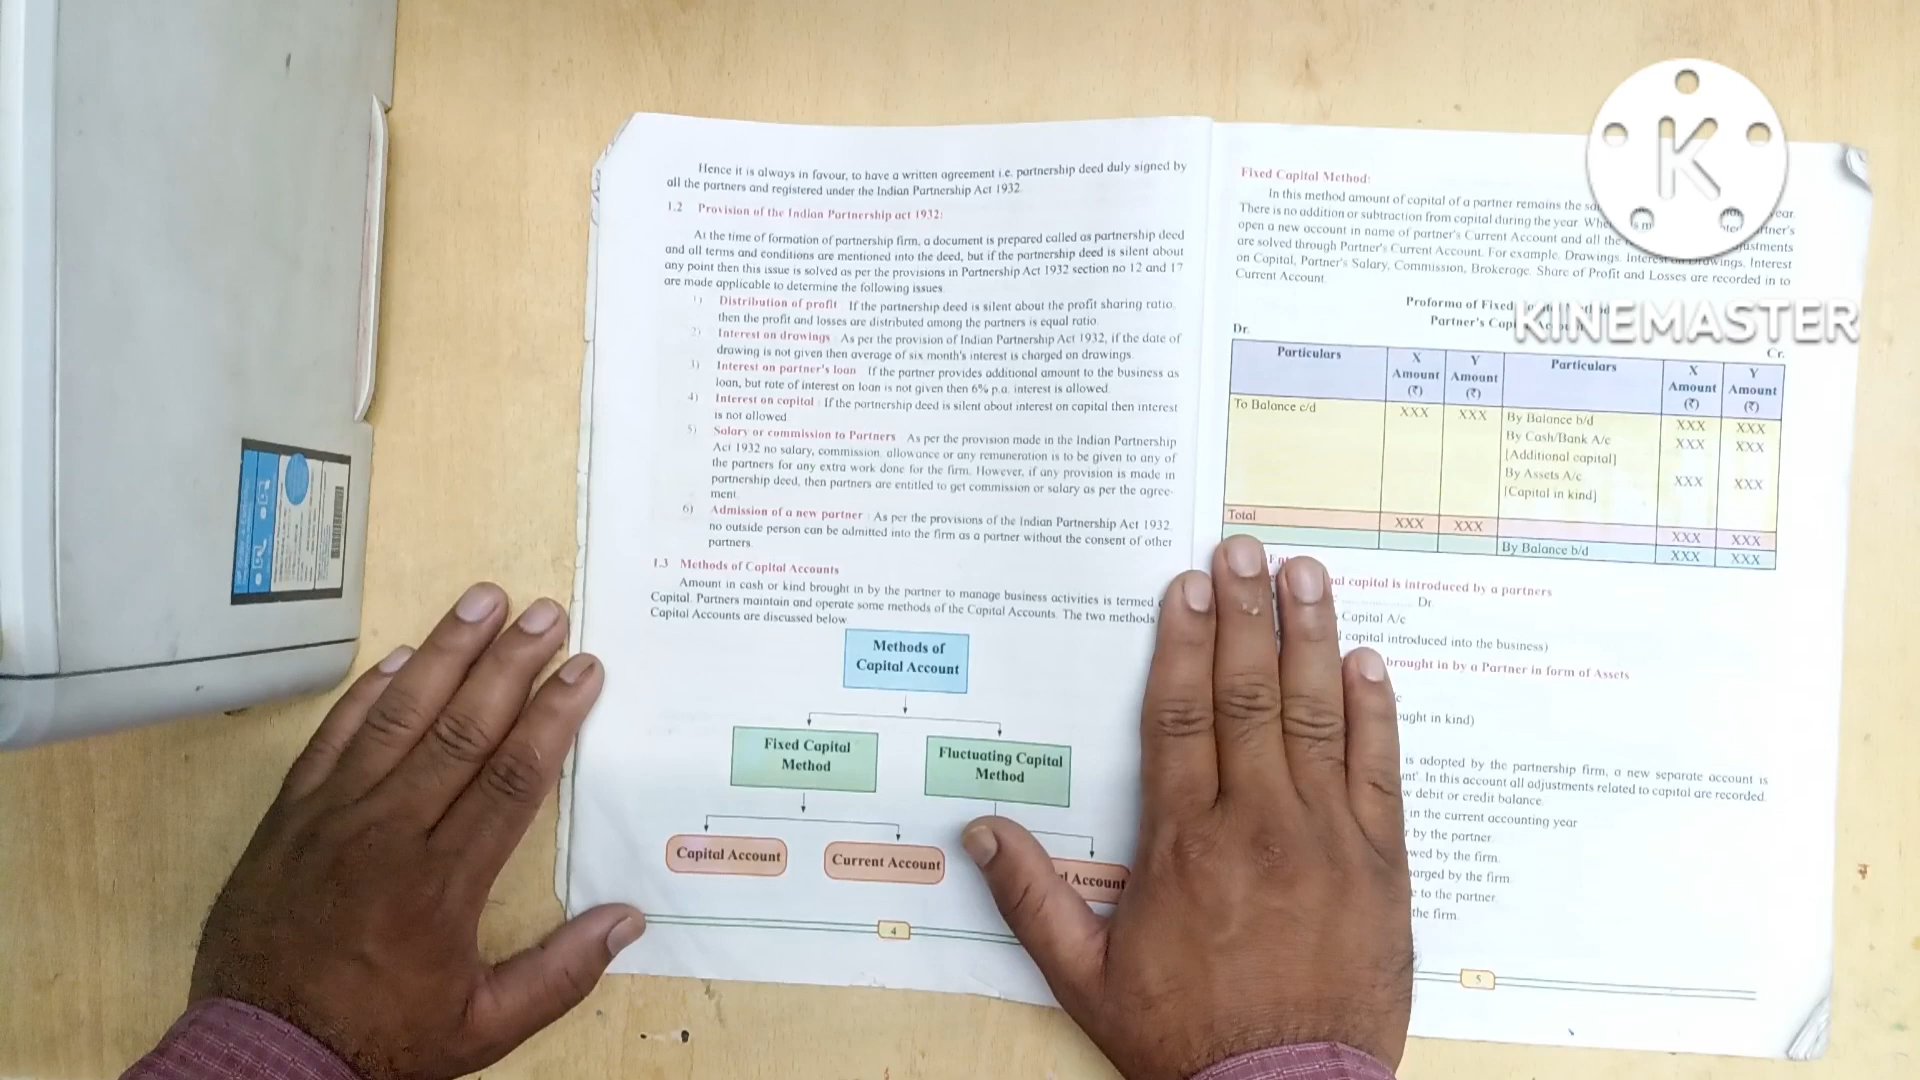 Hence it is always in favour, to have a written agreement i.e. partnership deed duly signed by
all the partners and registered under the Indian Partnership Act 1932.
1.2 Provision of the Indian Partnership act 1932:
At the time of formation of partnership firm, a document is prepared called as partnership deed
and all terms and conditions are mentioned into the deed, but if the partnership deed is silent about
any point then this issue is solved as per the provisions in Partnership Act 1932 section no 12 and 17
are made applicable to determine the following issues.
1) Distribution of profit : If the partnership deed is silent about the profit sharing ratio,
then the profit and losses are distributed among the partners is equal ratio.
2) Interest on drawings : As per the provision of Indian Partnership Act 1932, if the date of
drawing is not given then average of six month's interest is charged on drawings.
3) Interest on partner's loan : If the partner provides additional amount to the business as
loan, but rate of interest on loan is not given then 6% p.a. interest is allowed.
4) Interest on capital : If the partnership deed is silent about interest on capital then interest
is not allowed.
5) Salary or commission to Partners : As per the provision made in the Indian Partnership
Act 1932 no salary, commission, allowance or any remuneration is to be given to any of
the partners for any extra work done for the firm. However, if any provision is made in
partnership deed, then partners are entitled to get commission or salary as per the agree-
ment.
6) Admission of a new partner : As per the provisions of the Indian Partnership Act 1932,
no outside person can be admitted into the firm as a partner without the consent of other
partners.
1.3 Methods of Capital Accounts
Amount in cash or kind brought in by the partner to manage business activities is termed
Capital. Partners maintain and operate some methods of the Capital Accounts. The two methods
Capital Accounts are discussed below.
Methods of
Capital Account
Fixed Capital
Method
Fluctuating Capital
Method
Capital Account
Current Account
Account
4
Fixed Capital Method:
In this method amount of capital of a partner remains the year.
There is no addition or subtraction from capital during the year.
open a new account in name of partner's Current Account and all the
are solved through Partner's Current Account. For example, Drawings, Interest on Drawings, Interest
on Capital, Partner's Salary, Commission, Brokerage, Share of Profit and Losses are recorded in to
Current Account.
Proforma of Fixed
Partner's
Dr. Cr.
Particulars X Amount (₹) Y Amount (₹) Particulars X Amount (₹) Y Amount (₹)
To Balance c/d XXX XXX By Balance b/d XXX XXX
By Cash/Bank A/c XXX XXX
[Additional capital]
By Assets A/c XXX XXX
[Capital in kind]
Total XXX XXX XXX XXX
By Balance b/d XXX XXX
capital is introduced by a partners
Dr.
Capital A/c
capital introduced into the business)
brought in by a Partner in form of Assets
in kind)
is adopted by the partnership firm, a new separate account is
In this account all adjustments related to capital are recorded.
debit or credit balance.
in the current accounting year
by the partner.
by the firm.
by the firm.
to the partner.
the firm.
5
K
KINEMASTER